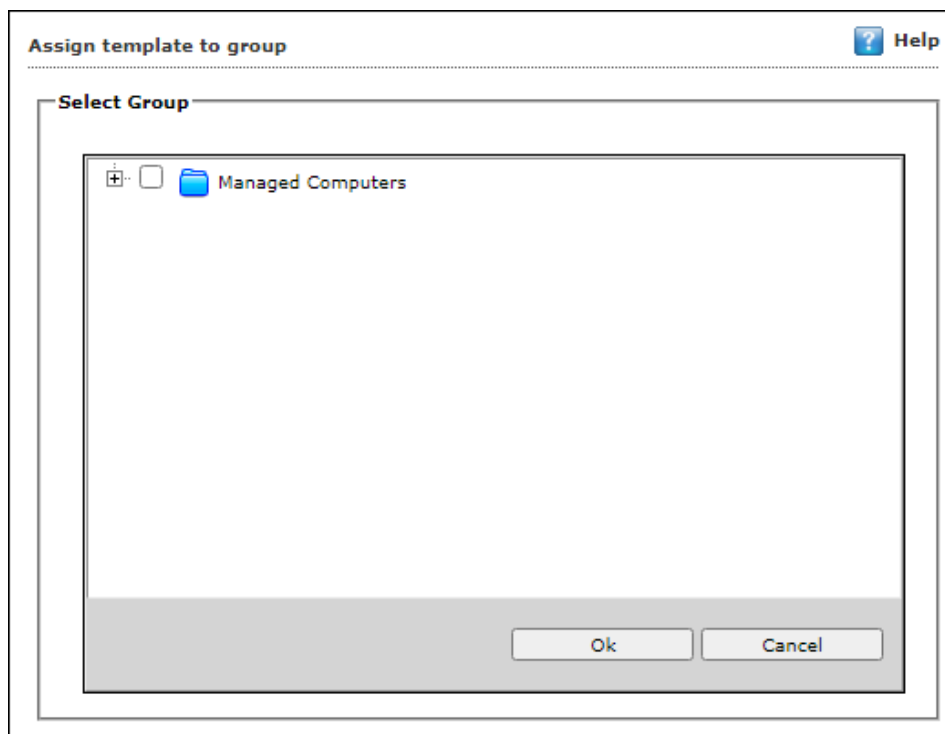 Assign template to group
? Help
Select Group
Managed Computers
Ok Cancel